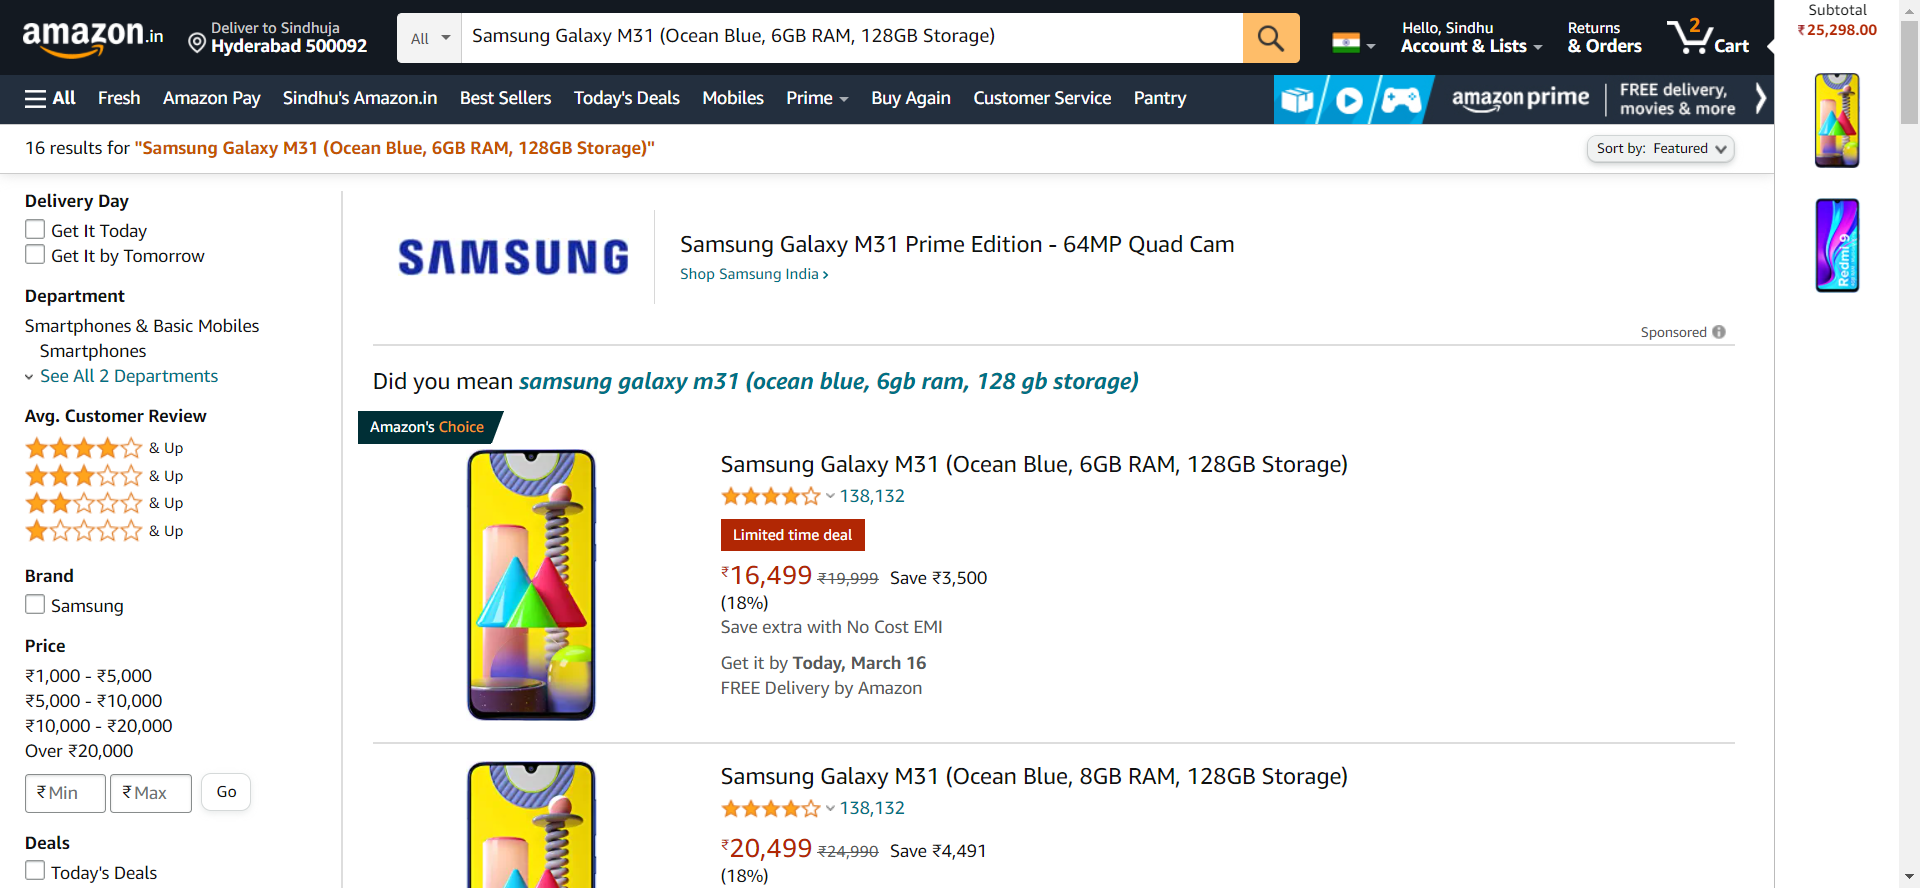 amazon.in
Deliver to Sindhuja
Hyderabad 500092
All
Samsung Galaxy M31 (Ocean Blue, 6GB RAM, 128GB Storage)
Hello, Sindhu
Account & Lists
Returns
& Orders
2
Cart
Subtotal
₹25,298.00
All
Fresh
Amazon Pay
Sindhu's Amazon.in
Best Sellers
Today's Deals
Mobiles
Prime
Buy Again
Customer Service
Pantry
amazon prime
FREE delivery,
movies & more
16 results for "Samsung Galaxy M31 (Ocean Blue, 6GB RAM, 128GB Storage)"
Sort by: Featured
Delivery Day
Get It Today
Get It by Tomorrow
Department
Smartphones & Basic Mobiles
Smartphones
See All 2 Departments
Avg. Customer Review
& Up
& Up
& Up
& Up
Brand
Samsung
Price
₹1,000 - ₹5,000
₹5,000 - ₹10,000
₹10,000 - ₹20,000
Over ₹20,000
₹ Min
₹ Max
Go
Deals
Today's Deals
SAMSUNG
Samsung Galaxy M31 Prime Edition - 64MP Quad Cam
Shop Samsung India ›
Sponsored
Did you mean samsung galaxy m31 (ocean blue, 6gb ram, 128 gb storage)
Amazon's Choice
Samsung Galaxy M31 (Ocean Blue, 6GB RAM, 128GB Storage)
138,132
Limited time deal
₹16,499 ₹19,999 Save ₹3,500
(18%)
Save extra with No Cost EMI
Get it by Today, March 16
FREE Delivery by Amazon
Samsung Galaxy M31 (Ocean Blue, 8GB RAM, 128GB Storage)
138,132
₹20,499 ₹24,990 Save ₹4,491
(18%)
Redmi 9